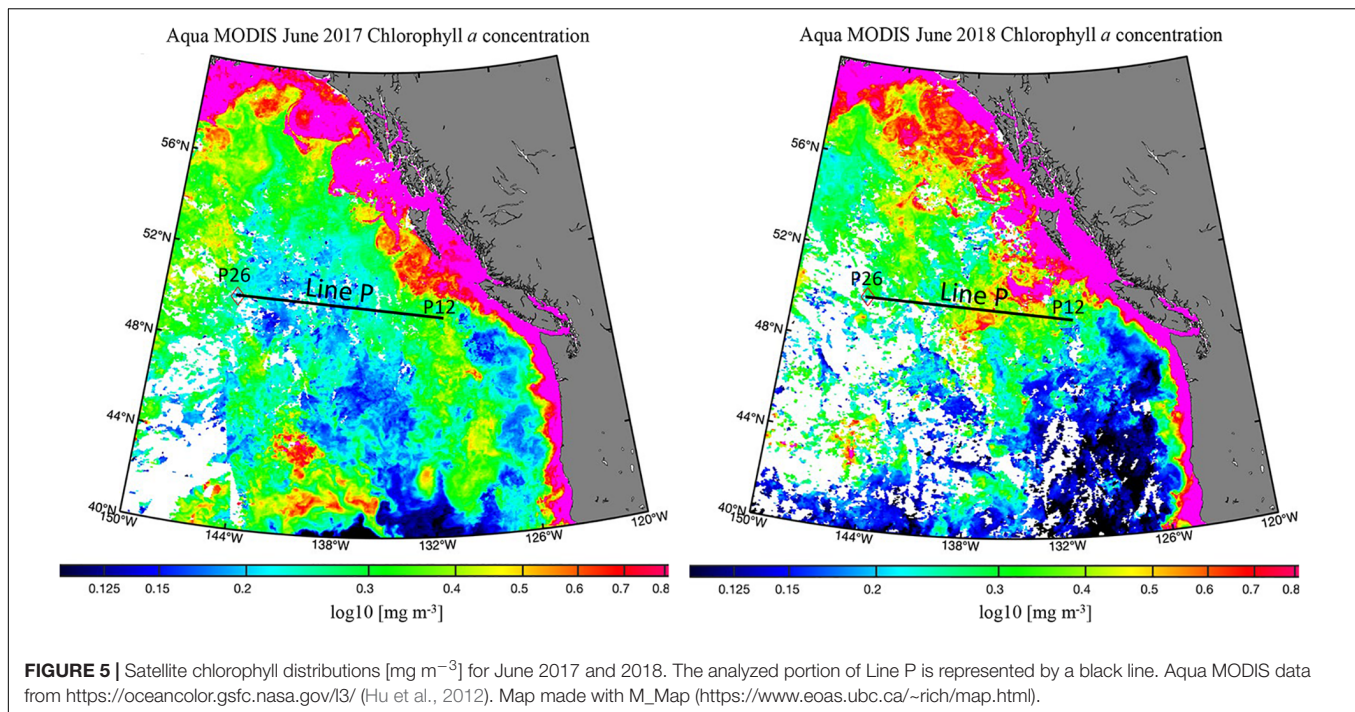 Aqua MODIS June 2017 Chlorophyll a concentration
56°N
52°N
48°N
44°N
40°N
150°W
144°W
138°W
132°W
126°W
120°W
P26
Line P
P12
0.125 0.15 0.2 0.3 0.4 0.5 0.6 0.7 0.8
log10 [mg m-3]
Aqua MODIS June 2018 Chlorophyll a concentration
56°N
52°N
48°N
44°N
40°N
150°W
144°W
138°W
132°W
126°W
120°W
P26
Line P
P12
0.125 0.15 0.2 0.3 0.4 0.5 0.6 0.7 0.8
log10 [mg m-3]
FIGURE 5 | Satellite chlorophyll distributions [mg m−3] for June 2017 and 2018. The analyzed portion of Line P is represented by a black line. Aqua MODIS data
from https://oceancolor.gsfc.nasa.gov/l3/ (Hu et al., 2012). Map made with M_Map (https://www.eoas.ubc.ca/~rich/map.html).